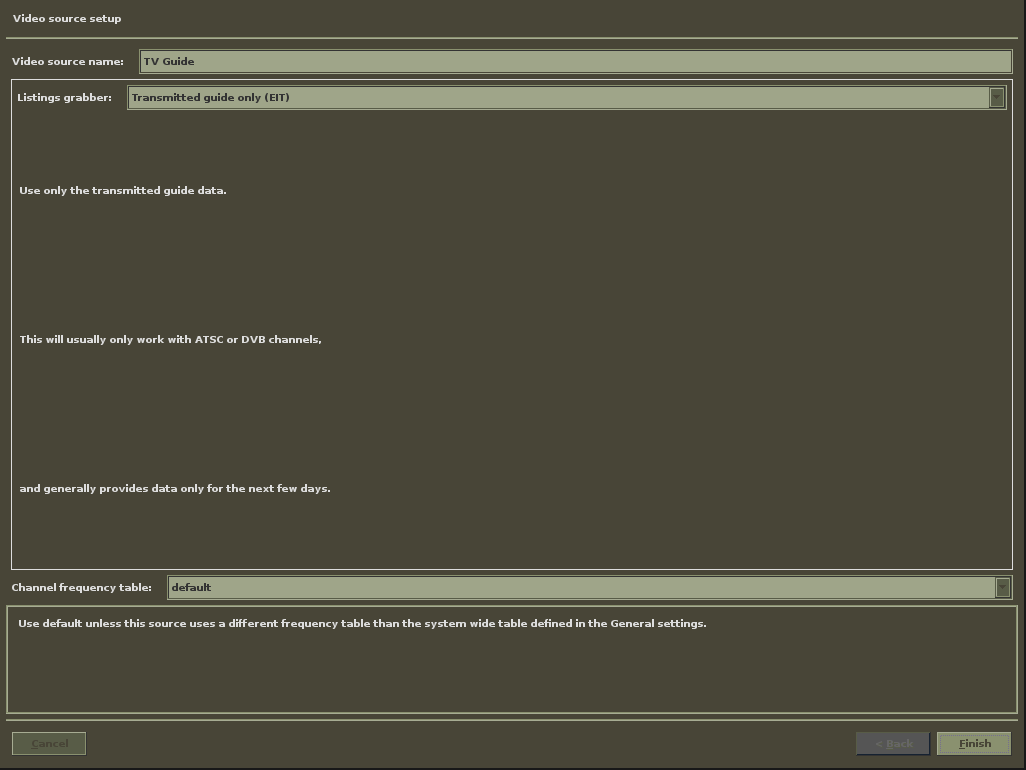 Video source setup
Video source name: TV Guide
Listings grabber: Transmitted guide only (EIT)
Use only the transmitted guide data.
This will usually only work with ATSC or DVB channels,
and generally provides data only for the next few days.
Channel frequency table: default
Use default unless this source uses a different frequency table than the system wide table defined in the General settings.
Cancel < Back Finish